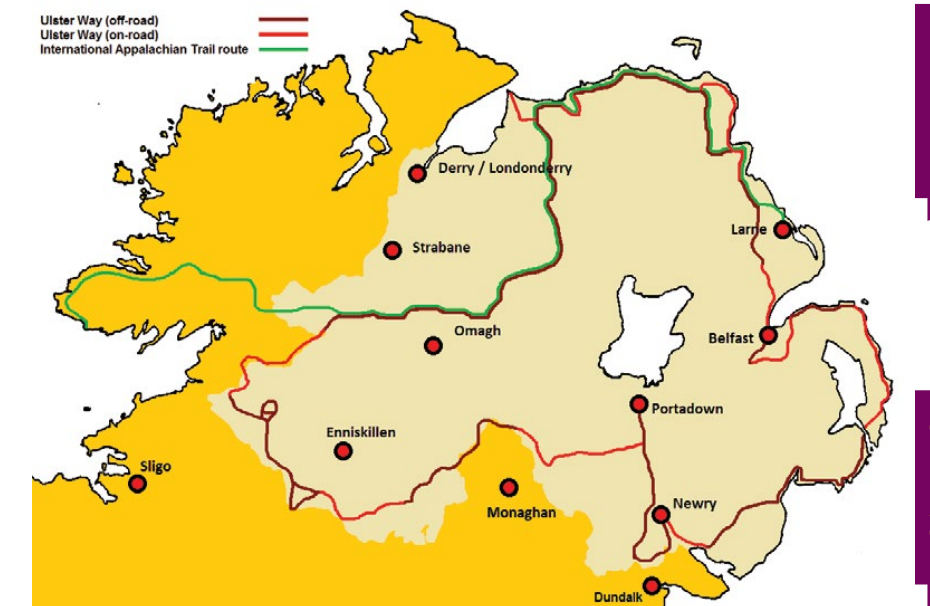 Ulster Way (off-road)
Ulster Way (on-road)
International Appalachian Trail route
Derry / Londonderry
Larne
Strabane
Omagh
Belfast
Portadown
Enniskillen
Sligo
Monaghan
Newry
Dundalk